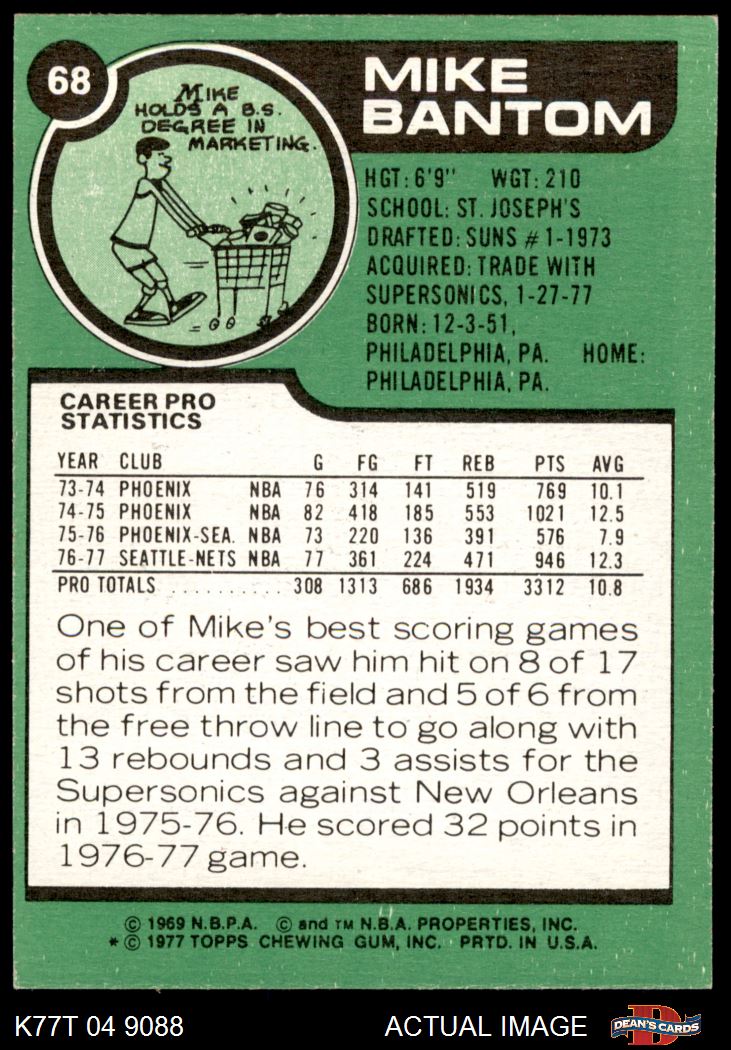 68
MIKE
HOLDS A B.S.
DEGREE IN
MARKETING.
MIKE
BANTOM
HGT: 6'9" WGT: 210
SCHOOL: ST. JOSEPH'S
DRAFTED: SUNS #1-1973
ACQUIRED: TRADE WITH
SUPERSONICS, 1-27-77
BORN: 12-3-51,
PHILADELPHIA, PA. HOME:
PHILADELPHIA, PA.
CAREER PRO
STATISTICS
YEAR CLUB G FG FT REB PTS AVG
73-74 PHOENIX NBA 76 314 141 519 769 10.1
74-75 PHOENIX NBA 82 418 185 553 1021 12.5
75-76 PHOENIX-SEA. NBA 73 220 136 391 576 7.9
76-77 SEATTLE-NETS NBA 77 361 224 471 946 12.3
PRO TOTALS .......... 308 1313 686 1934 3312 10.8
One of Mike's best scoring games
of his career saw him hit on 8 of 17
shots from the field and 5 of 6 from
the free throw line to go along with
13 rebounds and 3 assists for the
Supersonics against New Orleans
in 1975-76. He scored 32 points in
1976-77 game.
© 1969 N.B.P.A. © and TM N.B.A. PROPERTIES, INC.
* © 1977 TOPPS CHEWING GUM, INC. PRTD. IN U.S.A.
K77T 04 9088 ACTUAL IMAGE D DEAN'S CARDS